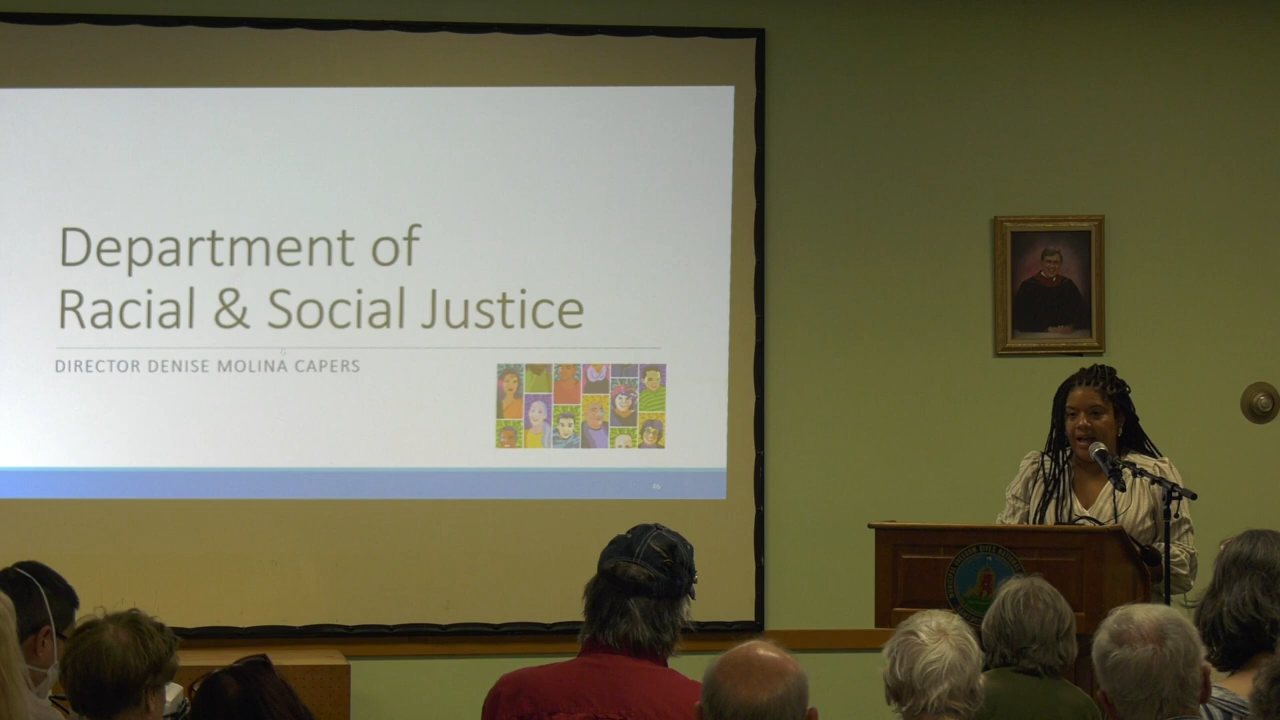 Department of
Racial & Social Justice
DIRECTOR DENISE MOLINA CAPERS